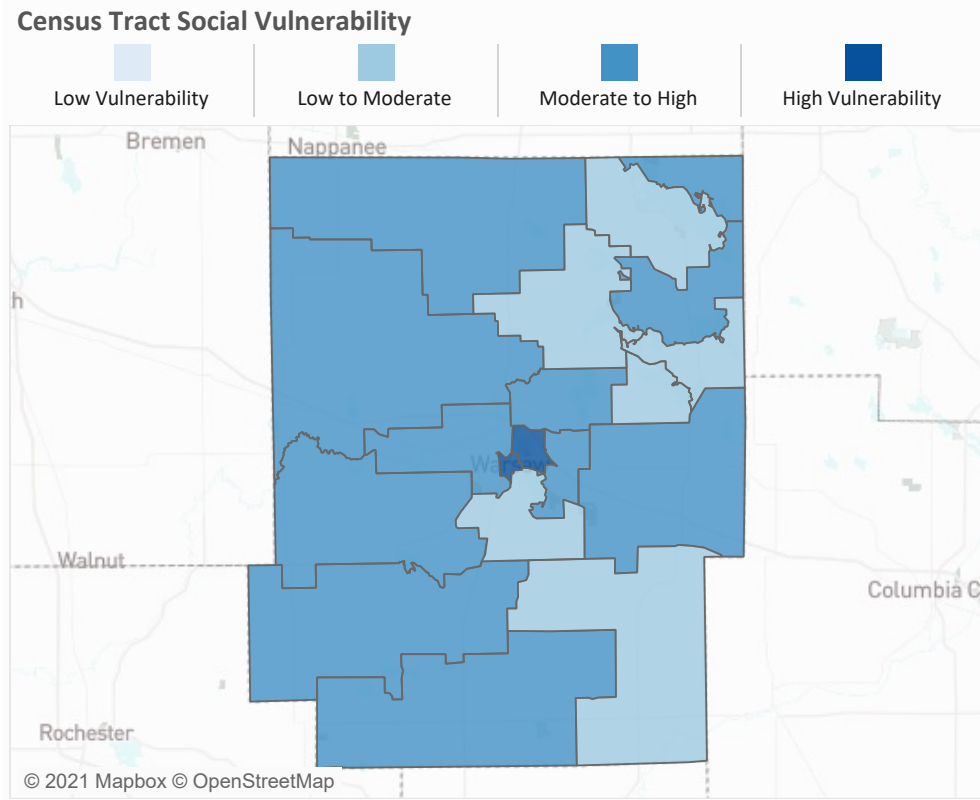 Census Tract Social Vulnerability
Low Vulnerability
Low to Moderate
Moderate to High
High Vulnerability
Bremen
Nappanee
h
Warsaw
Walnut
Columbia C
Rochester
© 2021 Mapbox © OpenStreetMap